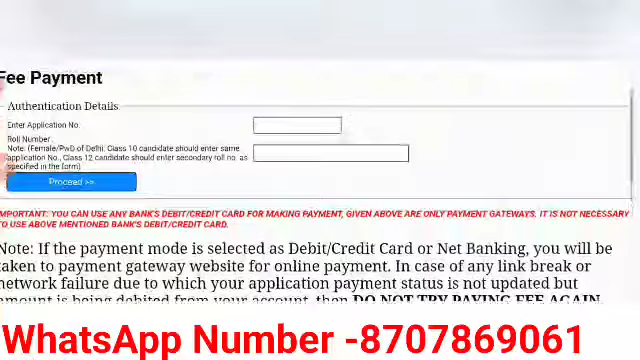 Fee Payment
Authentication Details
Enter Application No.
Roll Number :
Note: (Female/PwD of Delhi: Class 10 candidate should enter same
application No., Class 12 candidate should enter secondary roll no. as
specified in the form)
Proceed >>
IMPORTANT: YOU CAN USE ANY BANK'S DEBIT/CREDIT CARD FOR MAKING PAYMENT, GIVEN ABOVE ARE ONLY PAYMENT GATEWAYS. IT IS NOT NECESSARY
TO USE ABOVE MENTIONED BANK'S DEBIT/CREDIT CARD.
Note: If the payment mode is selected as Debit/Credit Card or Net Banking, you will be
taken to payment gateway website for online payment. In case of any link break or
network failure due to which your application payment status is not updated but
amount is being debited from your account, then DO NOT TRY PAYING FEE AGAIN
WhatsApp Number -8707869061